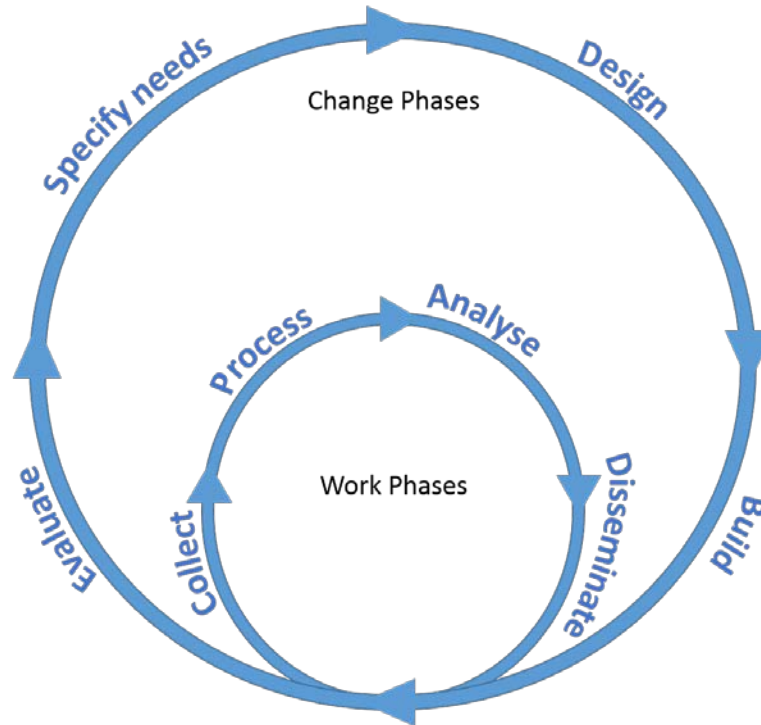 Specify needs
Design
Change Phases
Process
Analyse
Work Phases
Evaluate
Collect
Disseminate
Build